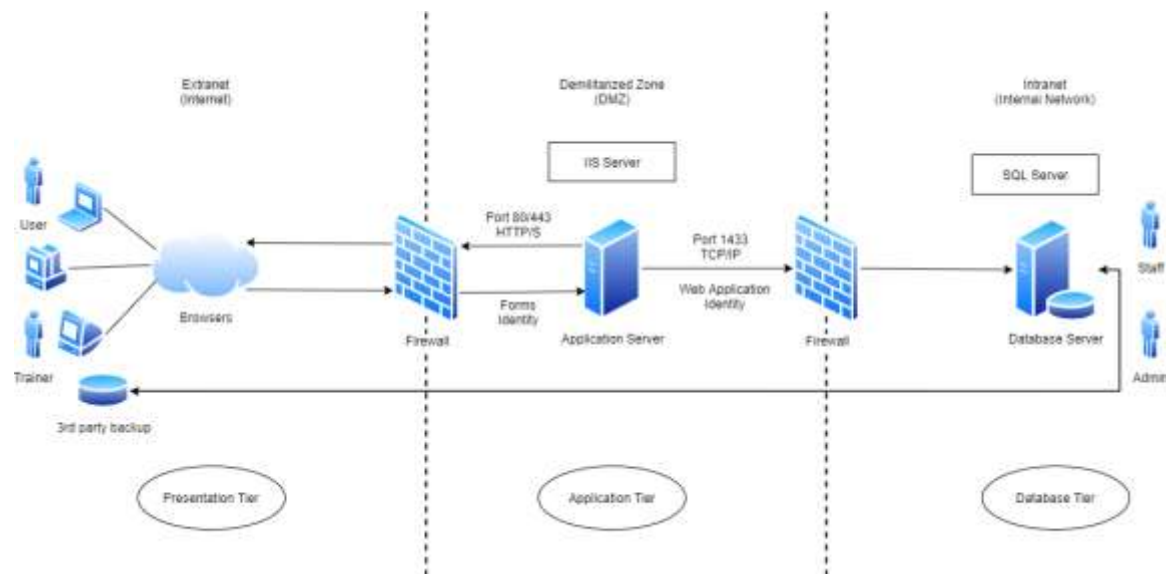 Extranet
(Internet)
Demilitarized Zone
(DMZ)
Intranet
(Internal Network)
IIS Server
SQL Server
User
Port 80/443
HTTP/S
Port 1433
TCP/IP
Staff
Browsers
Forms
Identity
Web Application
Identity
Firewall
Application Server
Firewall
Database Server
Trainer
Admin
3rd party backup
Presentation Tier
Application Tier
Database Tier